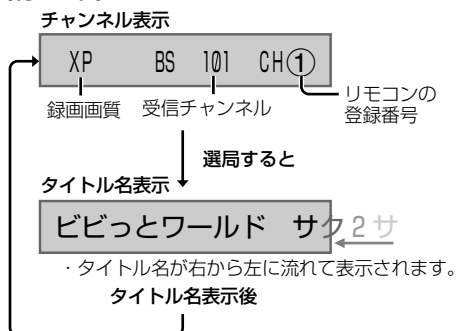 チャンネル表示
XP BS 101 CH①
録画画質 受信チャンネル リモコンの
登録番号
選局すると
タイトル名表示
ビビっとワールド サク2サ
・タイトル名が右から左に流れて表示されます。
タイトル名表示後